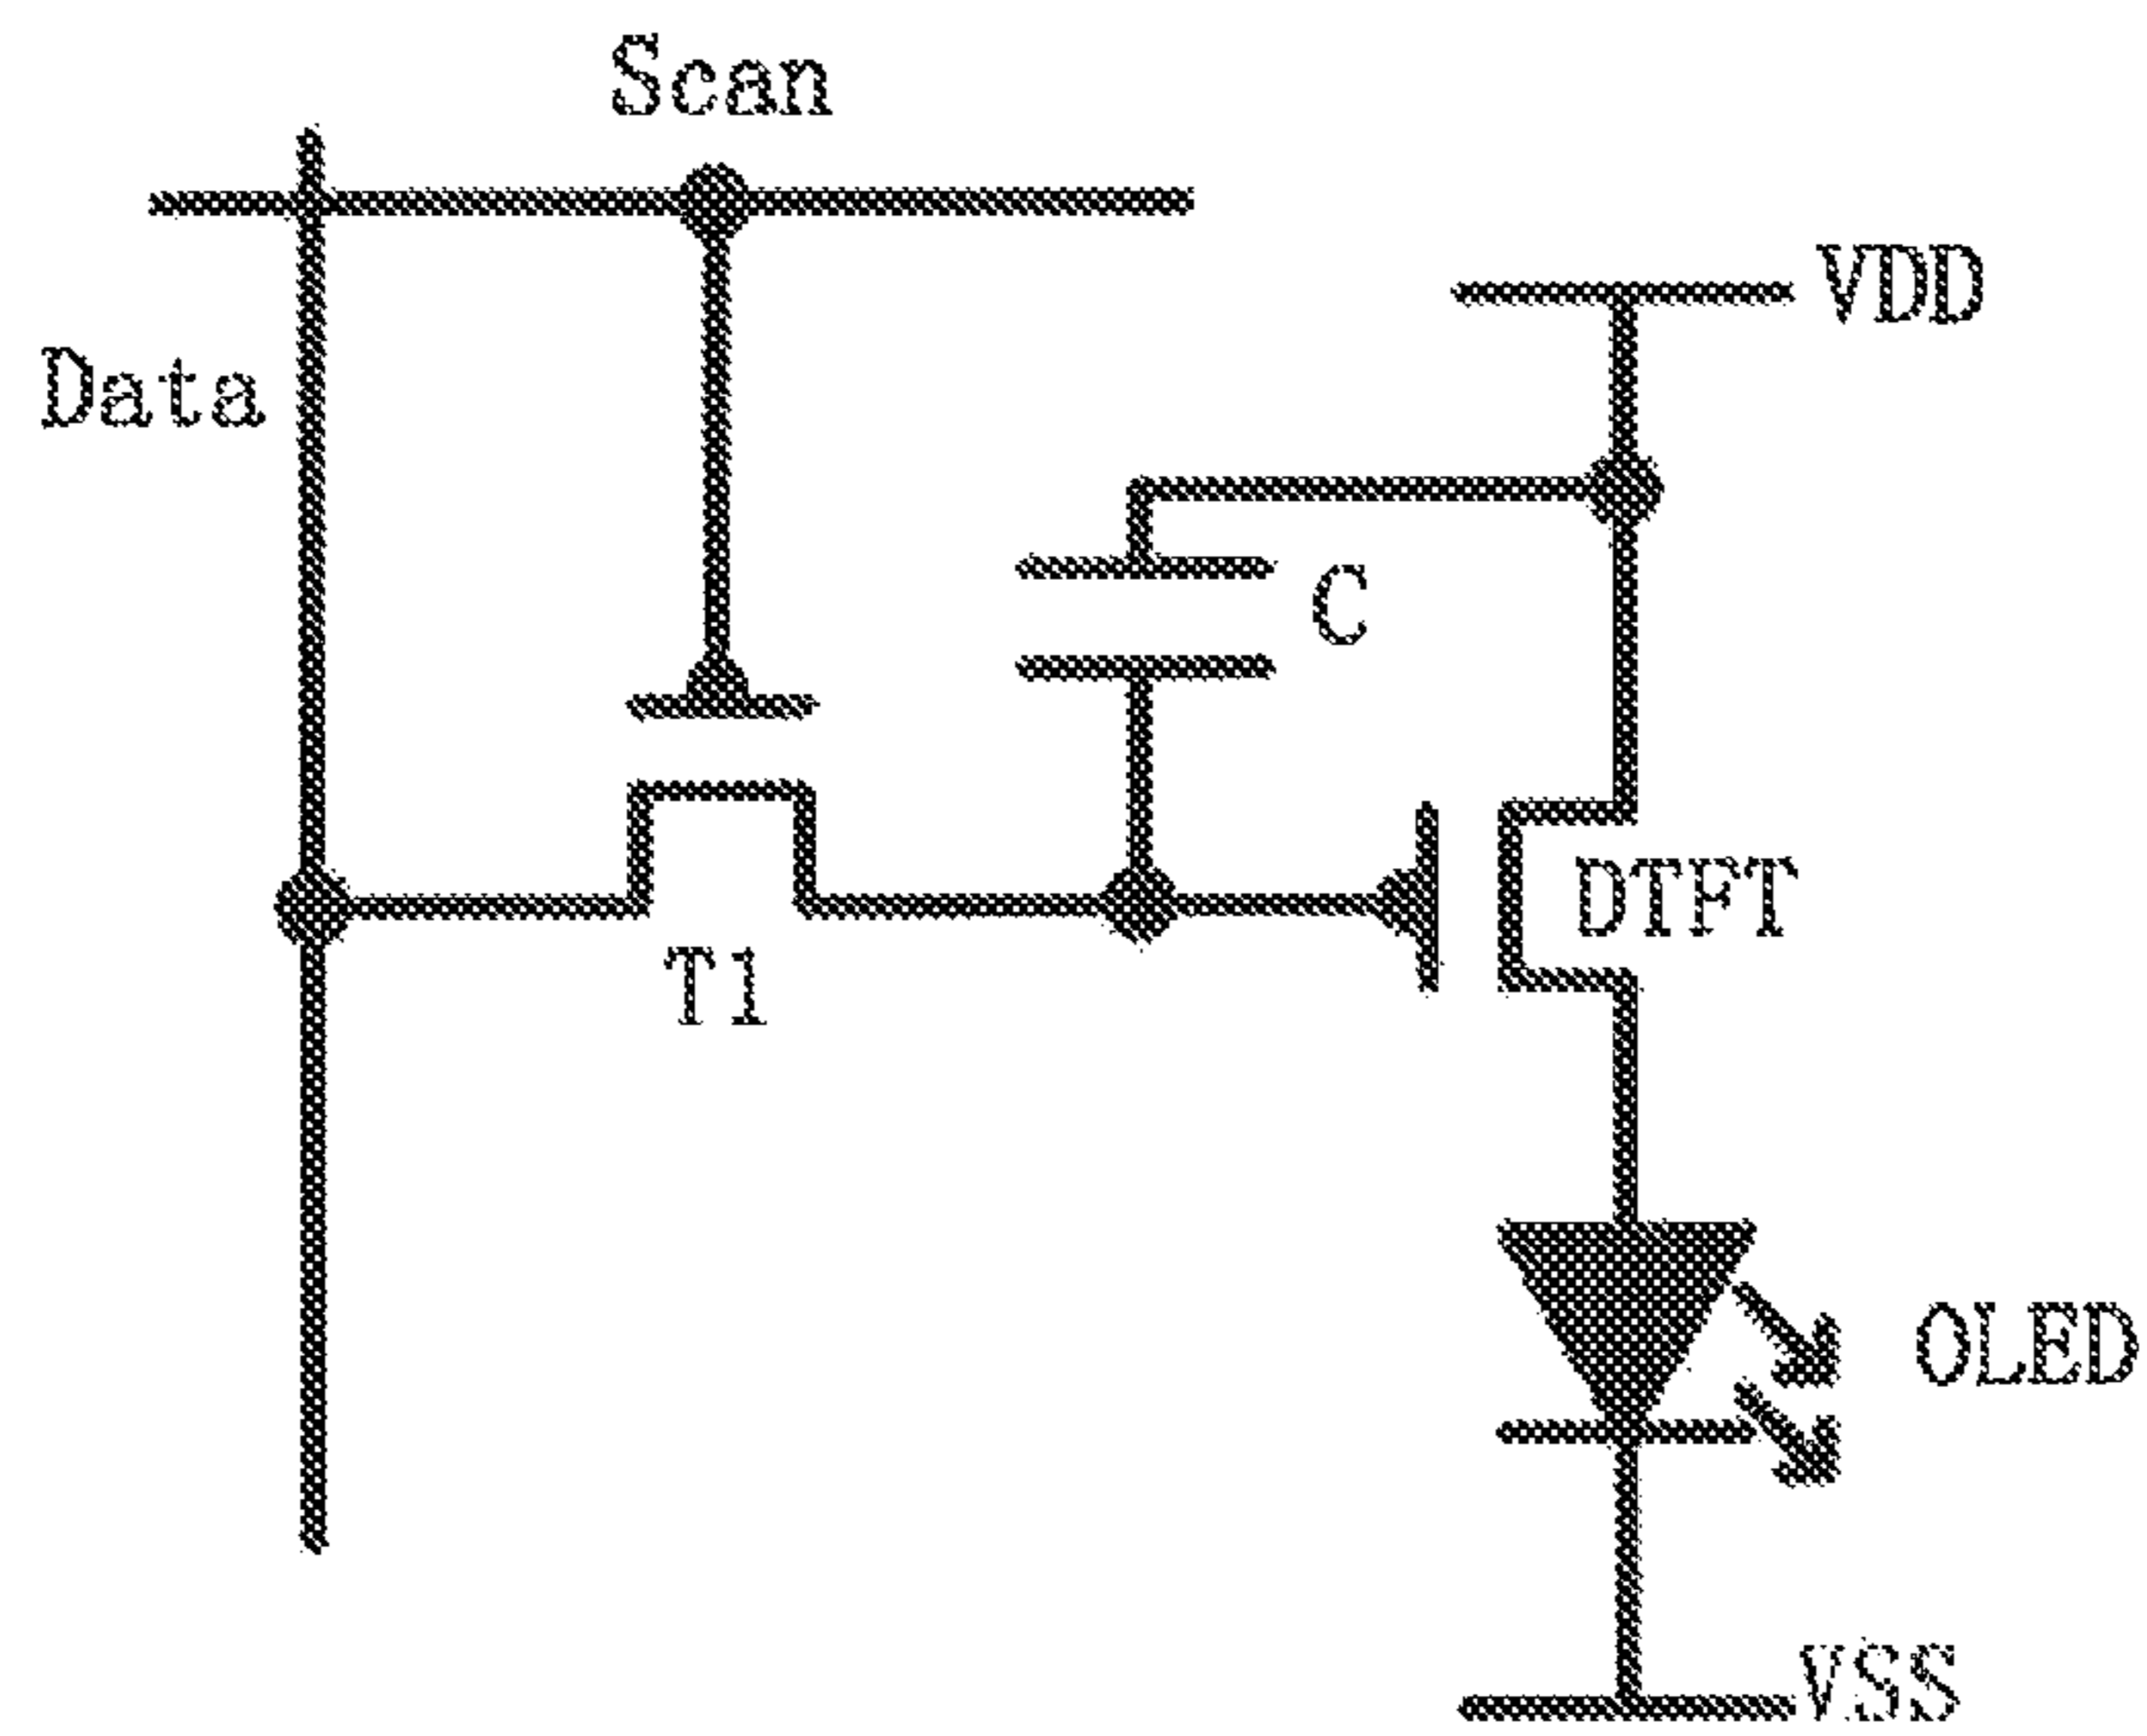 Scan
VDD
Data
C
DTFT
T1
OLED
VSS